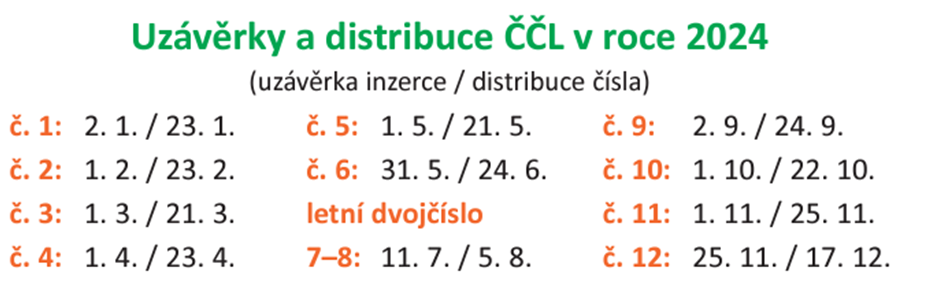 Uzávěrky a distribuce ČČL v roce 2024
(uzávěrka inzerce / distribuce čísla)
č. 1: 2. 1. / 23. 1.
č. 2: 1. 2. / 23. 2.
č. 3: 1. 3. / 21. 3.
č. 4: 1. 4. / 23. 4.
č. 5: 1. 5. / 21. 5.
č. 6: 31. 5. / 24. 6.
letní dvojčíslo
7–8: 11. 7. / 5. 8.
č. 9: 2. 9. / 24. 9.
č. 10: 1. 10. / 22. 10.
č. 11: 1. 11. / 25. 11.
č. 12: 25. 11. / 17. 12.